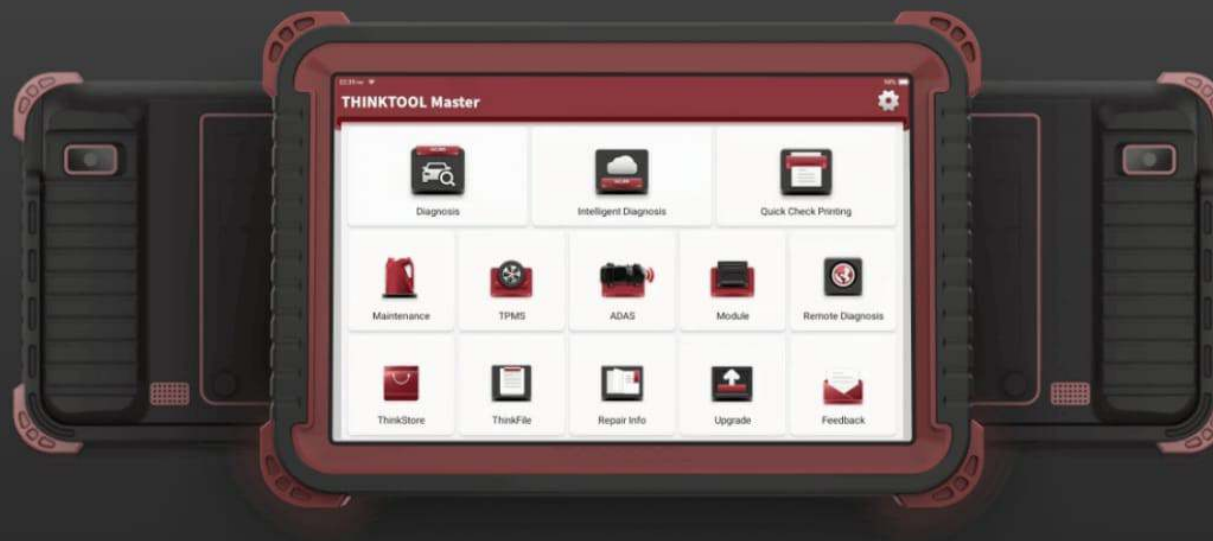 THINKTOOL Master
Diagnosis
Intelligent Diagnosis
Quick Check Printing
Maintenance
TPMS
ADAS
Module
Remote Diagnosis
ThinkStore
ThinkFile
Repair Info
Upgrade
Feedback